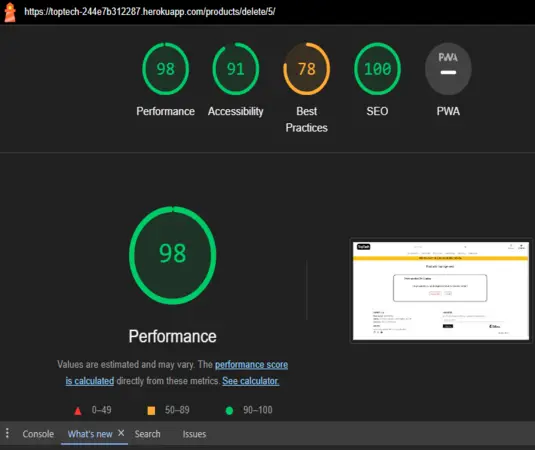 https://toptech-244e7b312287.herokuapp.com/products/delete/5/
98 91 78 100 PWA
Performance Accessibility Best Practices SEO PWA
98
Performance
Values are estimated and may vary. The performance score
is calculated directly from these metrics. See calculator.
0–49 50–89 90–100
Console What's new Search Issues